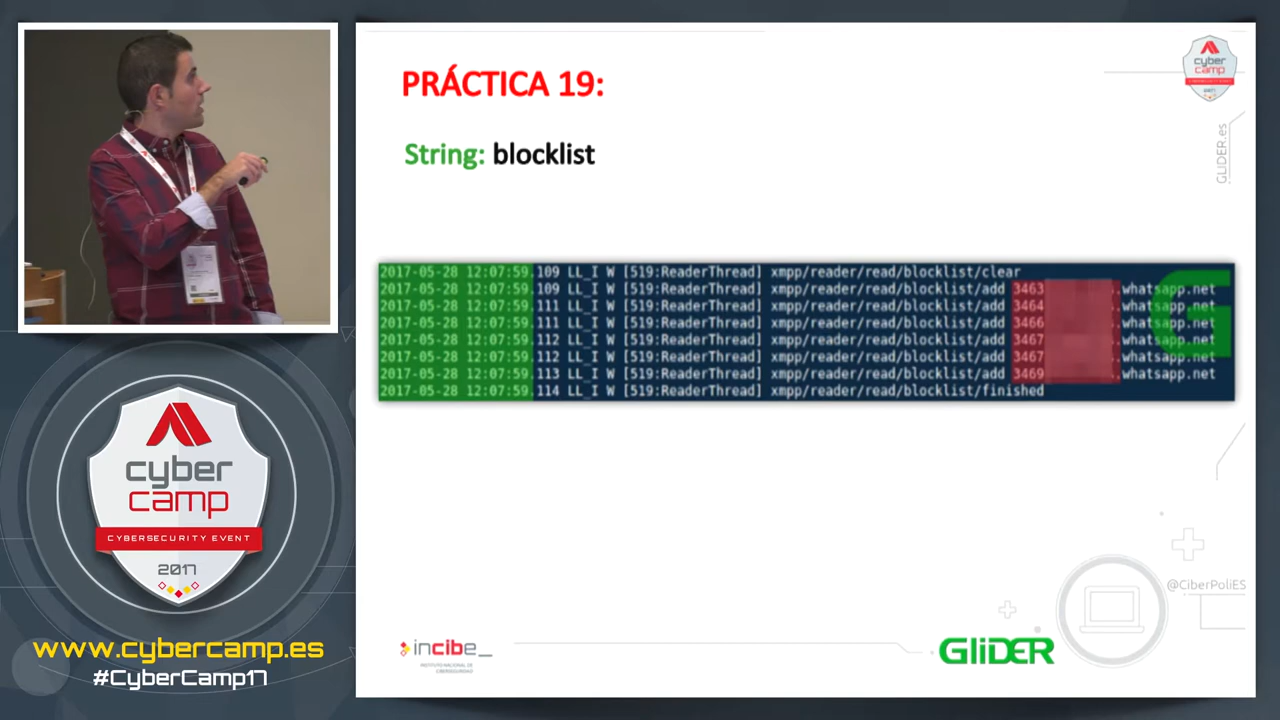 PRÁCTICA 19:
String: blocklist
2017-05-28 12:07:59.109 LL_I W [519:ReaderThread] xmpp/reader/read/blocklist/clear
2017-05-28 12:07:59.109 LL_I W [519:ReaderThread] xmpp/reader/read/blocklist/add 3463 .whatsapp.net
2017-05-28 12:07:59.111 LL_I W [519:ReaderThread] xmpp/reader/read/blocklist/add 3464 .whatsapp.net
2017-05-28 12:07:59.111 LL_I W [519:ReaderThread] xmpp/reader/read/blocklist/add 3466 .whatsapp.net
2017-05-28 12:07:59.112 LL_I W [519:ReaderThread] xmpp/reader/read/blocklist/add 3467 .whatsapp.net
2017-05-28 12:07:59.112 LL_I W [519:ReaderThread] xmpp/reader/read/blocklist/add 3467 .whatsapp.net
2017-05-28 12:07:59.113 LL_I W [519:ReaderThread] xmpp/reader/read/blocklist/add 3469 .whatsapp.net
2017-05-28 12:07:59.114 LL_I W [519:ReaderThread] xmpp/reader/read/blocklist/finished
cyber
camp
2017
GLIDER.es
@CiberPoliES
incibe_
INSTITUTO NACIONAL DE
CIBERSEGURIDAD
GLIDER
cyber
camp
CYBERSECURITY EVENT
2017
www.cybercamp.es
#CyberCamp17